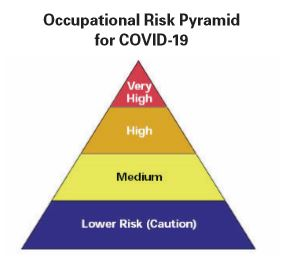 Occupational Risk Pyramid
for COVID-19
Very
High
High
Medium
Lower Risk (Caution)